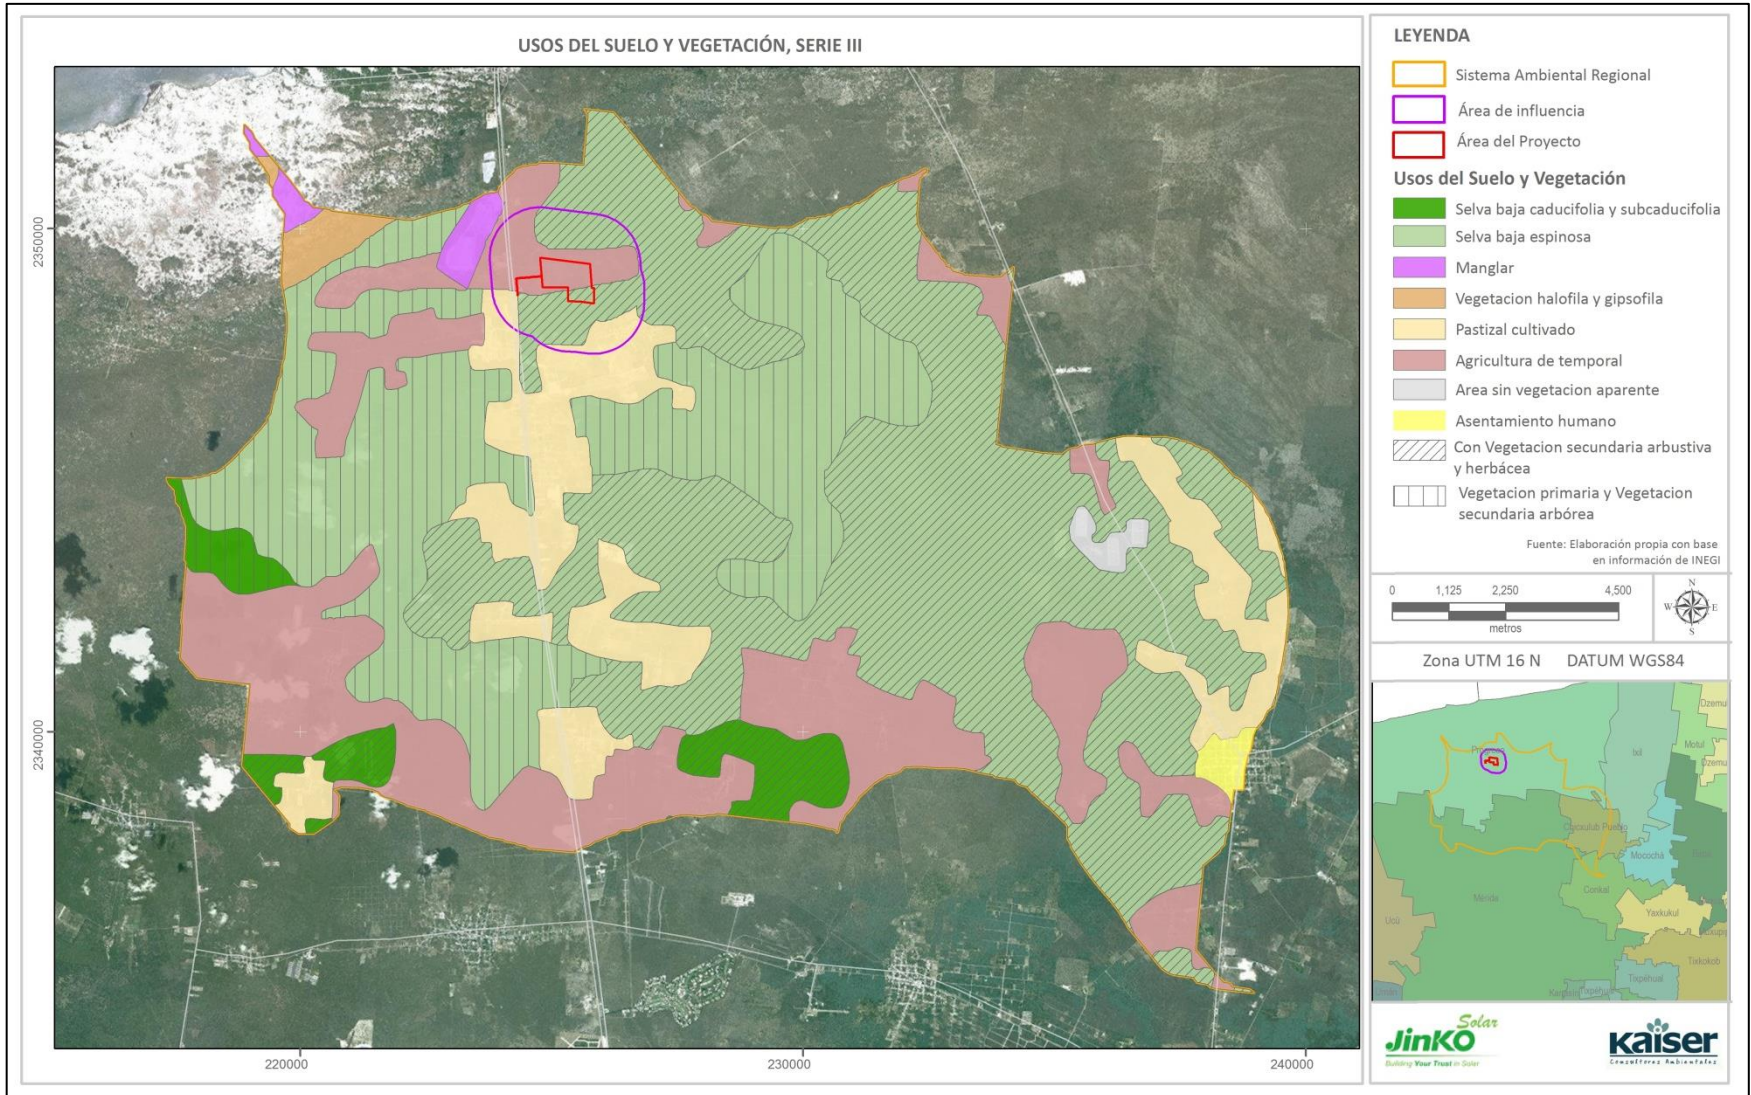 USOS DEL SUELO Y VEGETACIÓN, SERIE III
2350000
2340000
220000
230000
240000
LEYENDA
Sistema Ambiental Regional
Área de influencia
Área del Proyecto
Usos del Suelo y Vegetación
Selva baja caducifolia y subcaducifolia
Selva baja espinosa
Manglar
Vegetacion halofila y gipsofila
Pastizal cultivado
Agricultura de temporal
Area sin vegetacion aparente
Asentamiento humano
Con Vegetacion secundaria arbustiva
y herbácea
Vegetacion primaria y Vegetacion
secundaria arbórea
Fuente: Elaboración propia con base
en información de INEGI
0 1,125 2,250 4,500
metros
N
W E
S
Zona UTM 16 N DATUM WGS84
Dzemu
Ixil
Motul
Dzemu
Chicxulub Pueblo
Mocochá
Conkal
Mérida
Yaxkukul
Ucú
Tixkokob
Tixpéhual
JinKO Solar
Building Your Trust in Solar
Kaiser
Consultores Ambientales